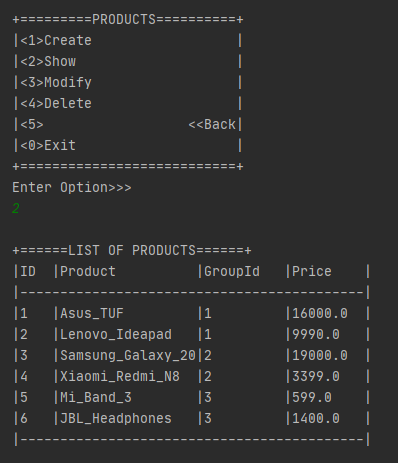 +=========PRODUCTS==========+
|<1>Create                  |
|<2>Show                    |
|<3>Modify                  |
|<4>Delete                  |
|<5>                  <<Back|
|<0>Exit                    |
+===========================+
Enter Option>>>
2
+======LIST OF PRODUCTS======+
|ID  |Product          |GroupId   |Price    |
|-------------------------------------------|
|1   |Asus_TUF         |1         |16000.0  |
|2   |Lenovo_Ideapad   |1         |9990.0   |
|3   |Samsung_Galaxy_20|2         |19000.0  |
|4   |Xiaomi_Redmi_N8  |2         |3399.0   |
|5   |Mi_Band_3        |3         |599.0    |
|6   |JBL_Headphones   |3         |1400.0   |
|-------------------------------------------|